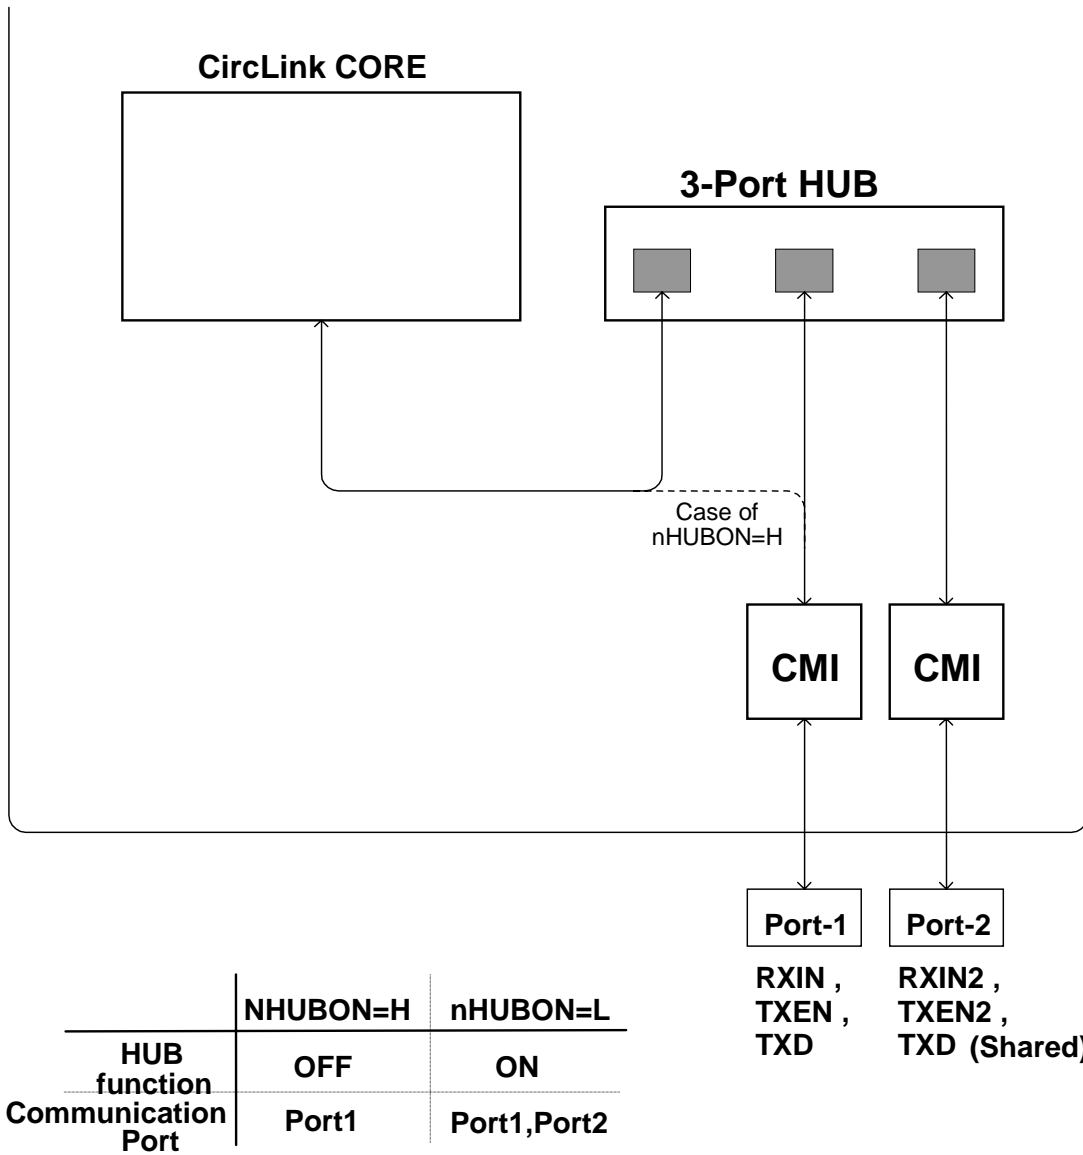 CircLink CORE
3-Port HUB
Case of
nHUBON=H
CMI
CMI
Port-1
Port-2
RXIN ,
TXEN ,
TXD
RXIN2 ,
TXEN2 ,
TXD (Shared)
NHUBON=H nHUBON=L
HUB
function
OFF ON
Communication
Port
Port1 Port1,Port2